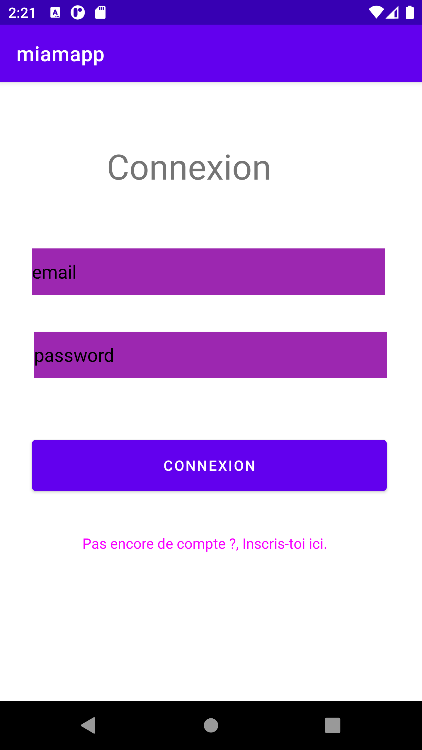 2:21
miamapp
Connexion
email
password
CONNEXION
Pas encore de compte ?, Inscris-toi ici.